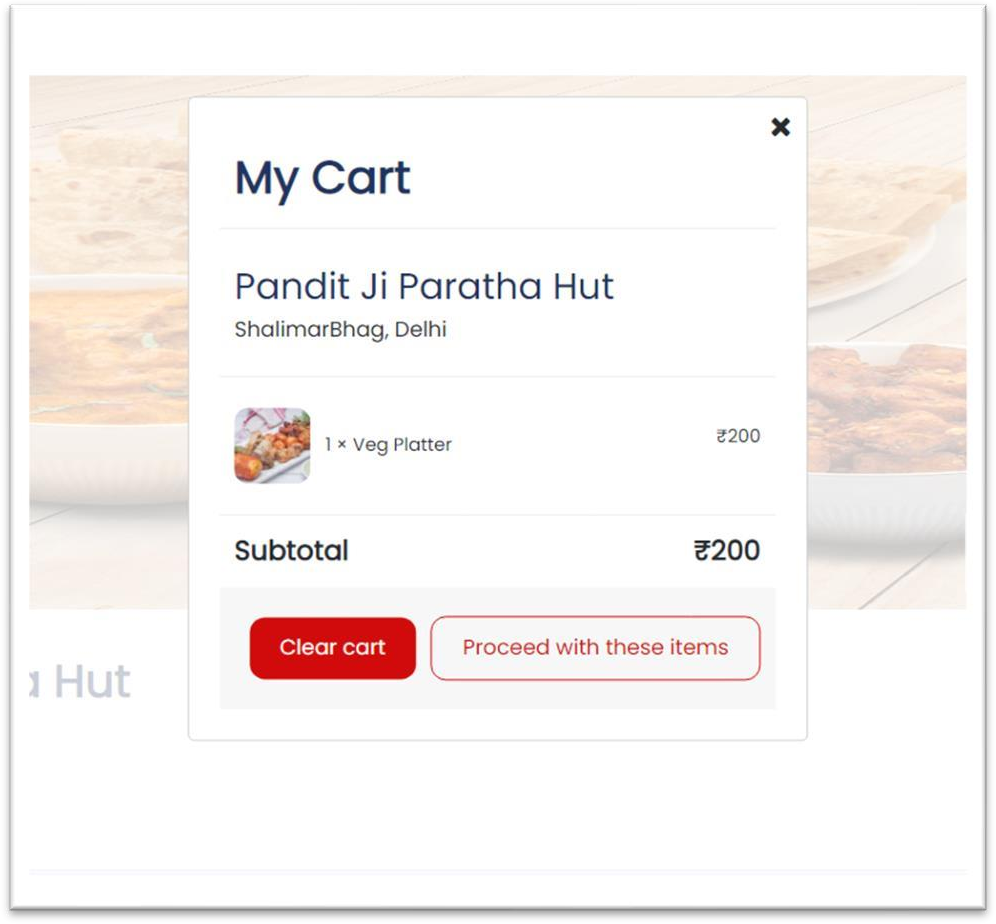 ✖
My Cart
Pandit Ji Paratha Hut
ShalimarBhag, Delhi
1 × Veg Platter ₹200
Subtotal ₹200
Clear cart Proceed with these items
Hut